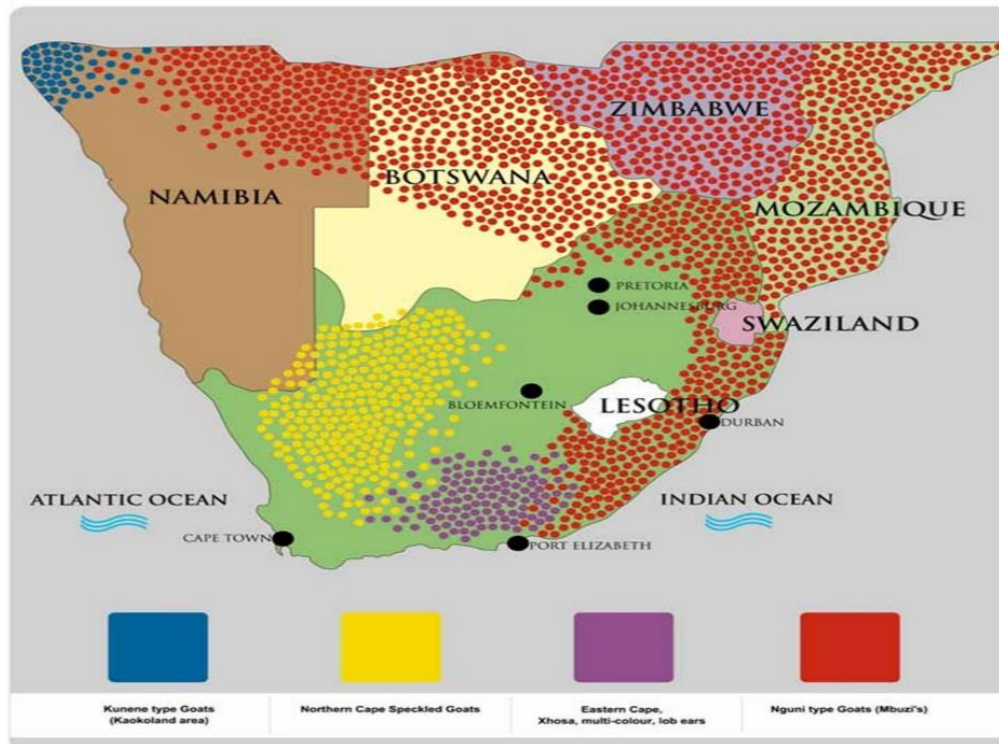 ZIMBABWE
BOTSWANA
NAMIBIA
MOZAMBIQUE
PRETORIA
JOHANNESBURG
SWAZILAND
BLOEMFONTEIN
LESOTHO
DURBAN
ATLANTIC OCEAN
INDIAN OCEAN
CAPE TOWN
PORT ELIZABETH
Kunene type Goats
(Kaokoland area)
Northern Cape Speckled Goats
Eastern Cape,
Xhosa, multi-colour, lob ears
Nguni type Goats (Mbuzi's)